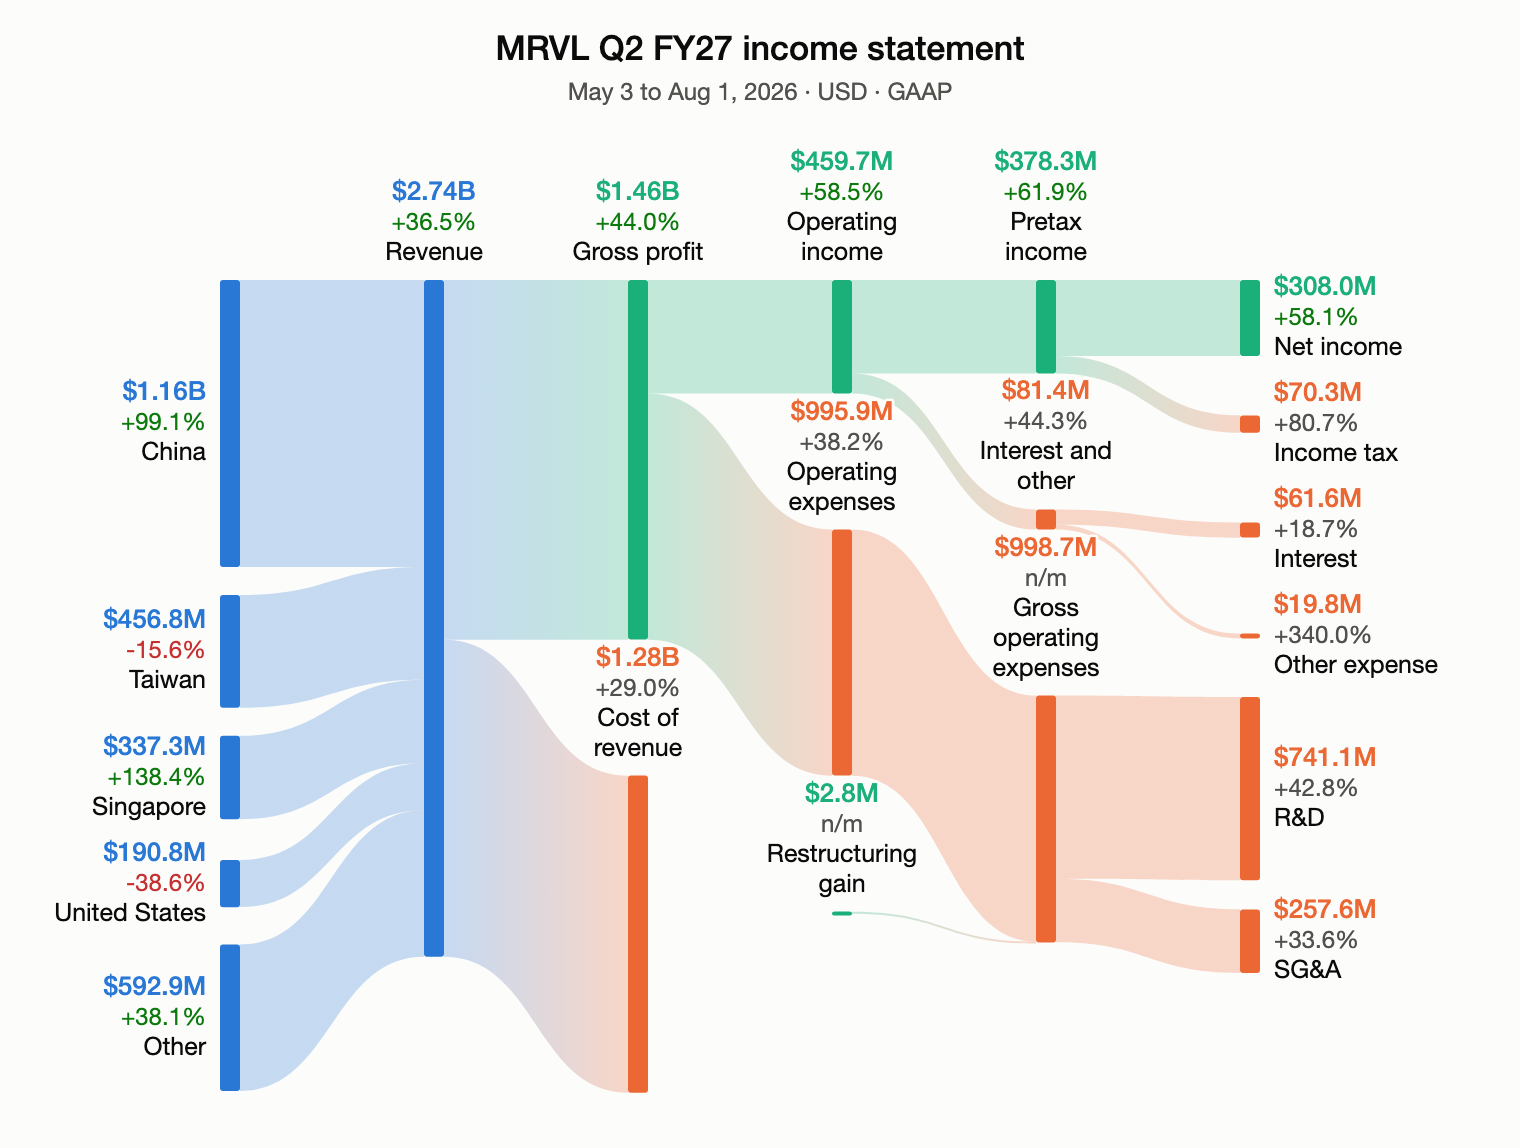 MRVL Q2 FY27 income statement
May 3 to Aug 1, 2026 · USD · GAAP
$1.16B
+99.1%
China
$456.8M
-15.6%
Taiwan
$337.3M
+138.4%
Singapore
$190.8M
-38.6%
United States
$592.9M
+38.1%
Other
$2.74B
+36.5%
Revenue
$1.46B
+44.0%
Gross profit
$1.28B
+29.0%
Cost of
revenue
$459.7M
+58.5%
Operating
income
$995.9M
+38.2%
Operating
expenses
$2.8M
n/m
Restructuring
gain
$378.3M
+61.9%
Pretax
income
$81.4M
+44.3%
Interest and
other
$998.7M
n/m
Gross
operating
expenses
$308.0M
+58.1%
Net income
$70.3M
+80.7%
Income tax
$61.6M
+18.7%
Interest
$19.8M
+340.0%
Other expense
$741.1M
+42.8%
R&D
$257.6M
+33.6%
SG&A